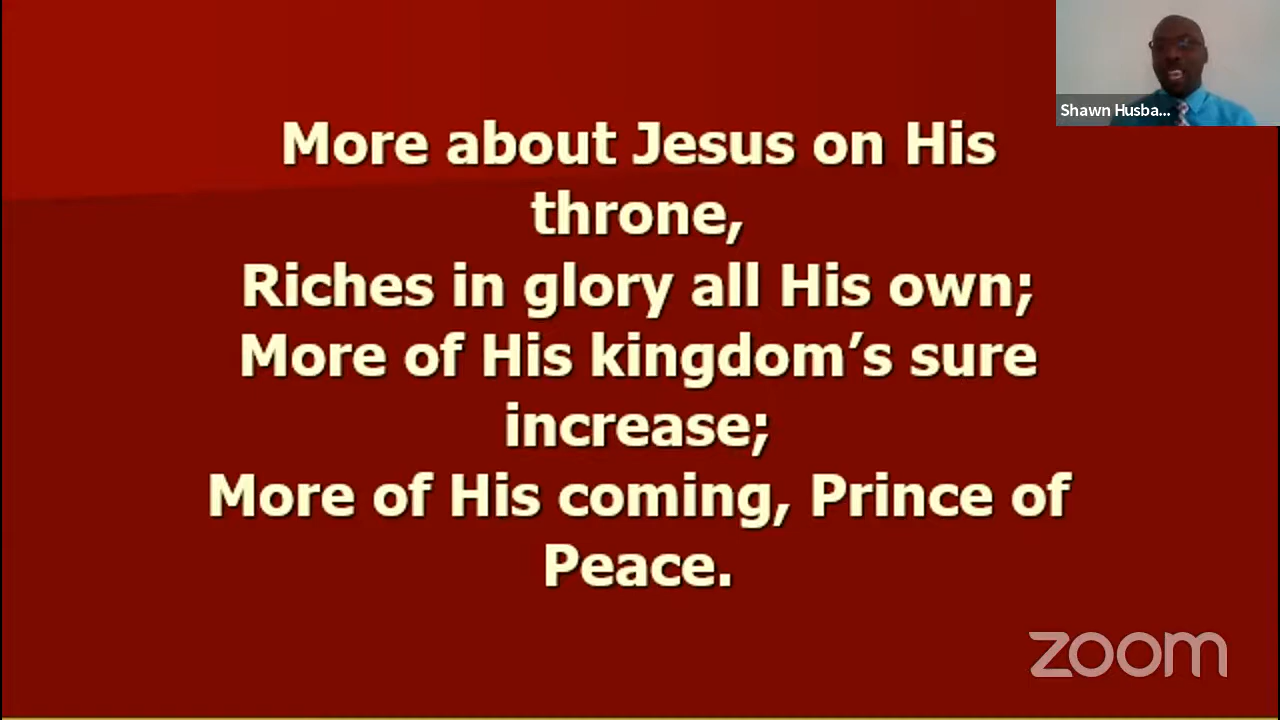 Shawn Husba...
More about Jesus on His
throne,
Riches in glory all His own;
More of His kingdom’s sure
increase;
More of His coming, Prince of
Peace.
zoom